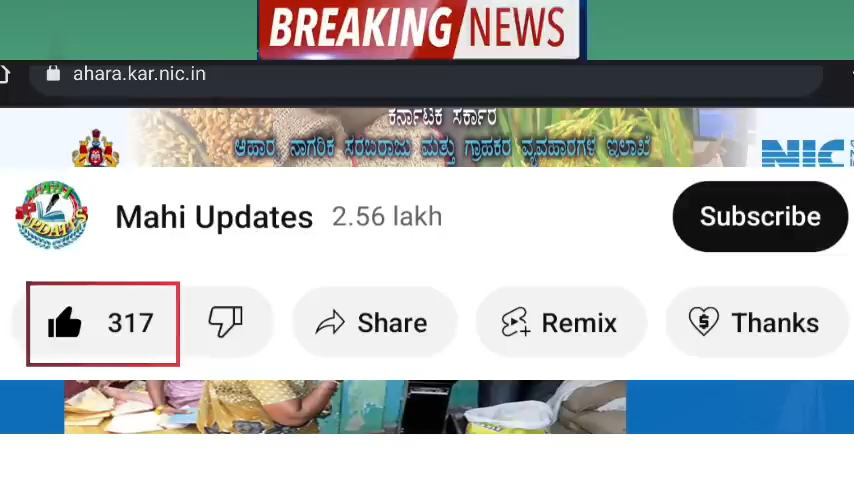 BREAKING NEWS
ahara.kar.nic.in
ಕರ್ನಾಟಕ ಸರ್ಕಾರ
ಆಹಾರ, ನಾಗರಿಕ ಸರಬರಾಜು ಮತ್ತು ಗ್ರಾಹಕರ ವ್ಯವಹಾರಗಳ ಇಲಾಖೆ
NIC
UPDATES
Mahi Updates 2.56 lakh
Subscribe
317
Share
Remix
Thanks